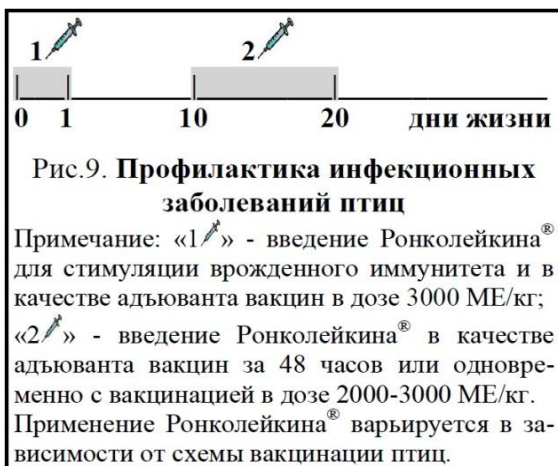 1 2
0 1 10 20 дни жизни
Рис.9. Профилактика инфекционных
заболеваний птиц
Примечание: «1» - введение Ронколейкина®
для стимуляции врожденного иммунитета и в
качестве адъюванта вакцин в дозе 3000 МЕ/кг;
«2» - введение Ронколейкина® в качестве
адъюванта вакцин за 48 часов или одновре-
менно с вакцинацией в дозе 2000-3000 МЕ/кг.
Применение Ронколейкина® варьируется в за-
висимости от схемы вакцинации птиц.